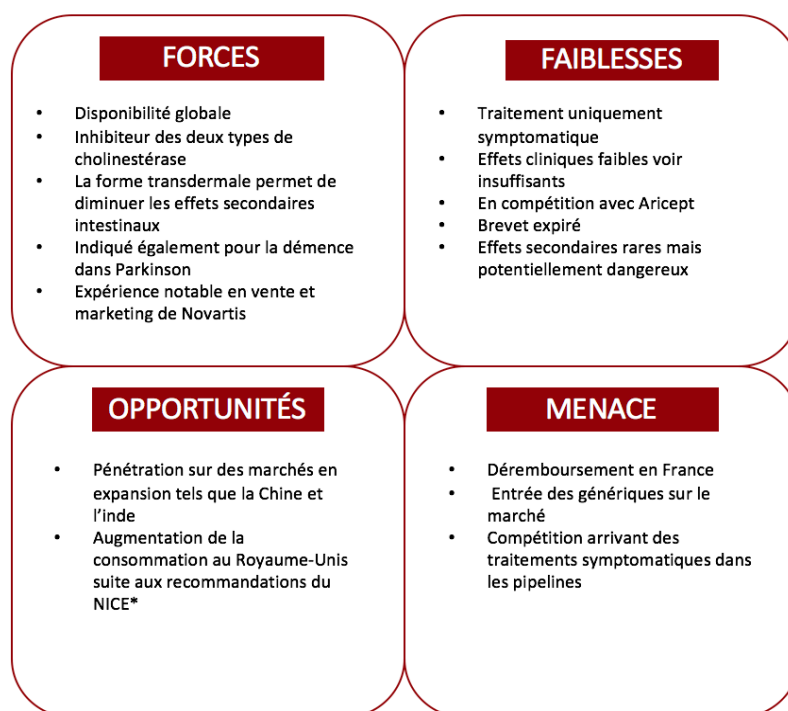 FORCES
• Disponibilité globale
• Inhibiteur des deux types de
cholinestérase
• La forme transdermale permet de
diminuer les effets secondaires
intestinaux
• Indiqué également pour la démence
dans Parkinson
• Expérience notable en vente et
marketing de Novartis
FAIBLESSES
• Traitement uniquement
symptomatique
• Effets cliniques faibles voir
insuffisants
• En compétition avec Aricept
• Brevet expiré
• Effets secondaires rares mais
potentiellement dangereux
OPPORTUNITÉS
• Pénétration sur des marchés en
expansion tels que la Chine et
l’inde
• Augmentation de la
consommation au Royaume-Unis
suite aux recommandations du
NICE*
MENACE
• Déremboursement en France
• Entrée des génériques sur le
marché
• Compétition arrivant des
traitements symptomatiques dans
les pipelines